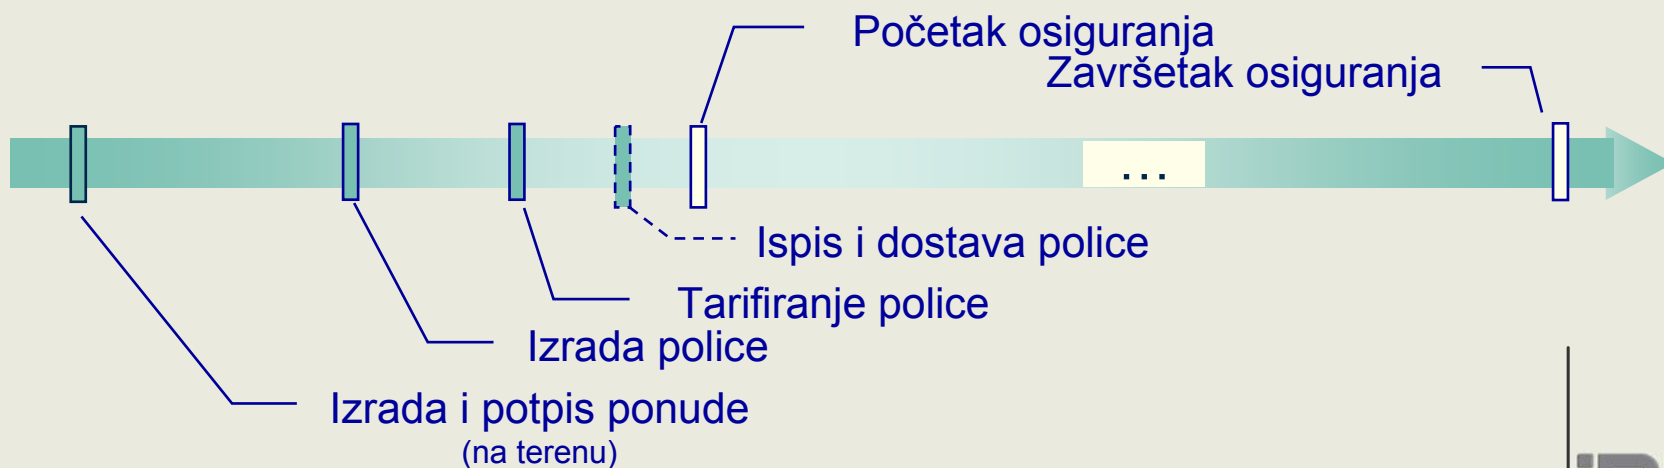 Početak osiguranja
Završetak osiguranja
...
Ispis i dostava police
Tarifiranje police
Izrada police
Izrada i potpis ponude
(na terenu)